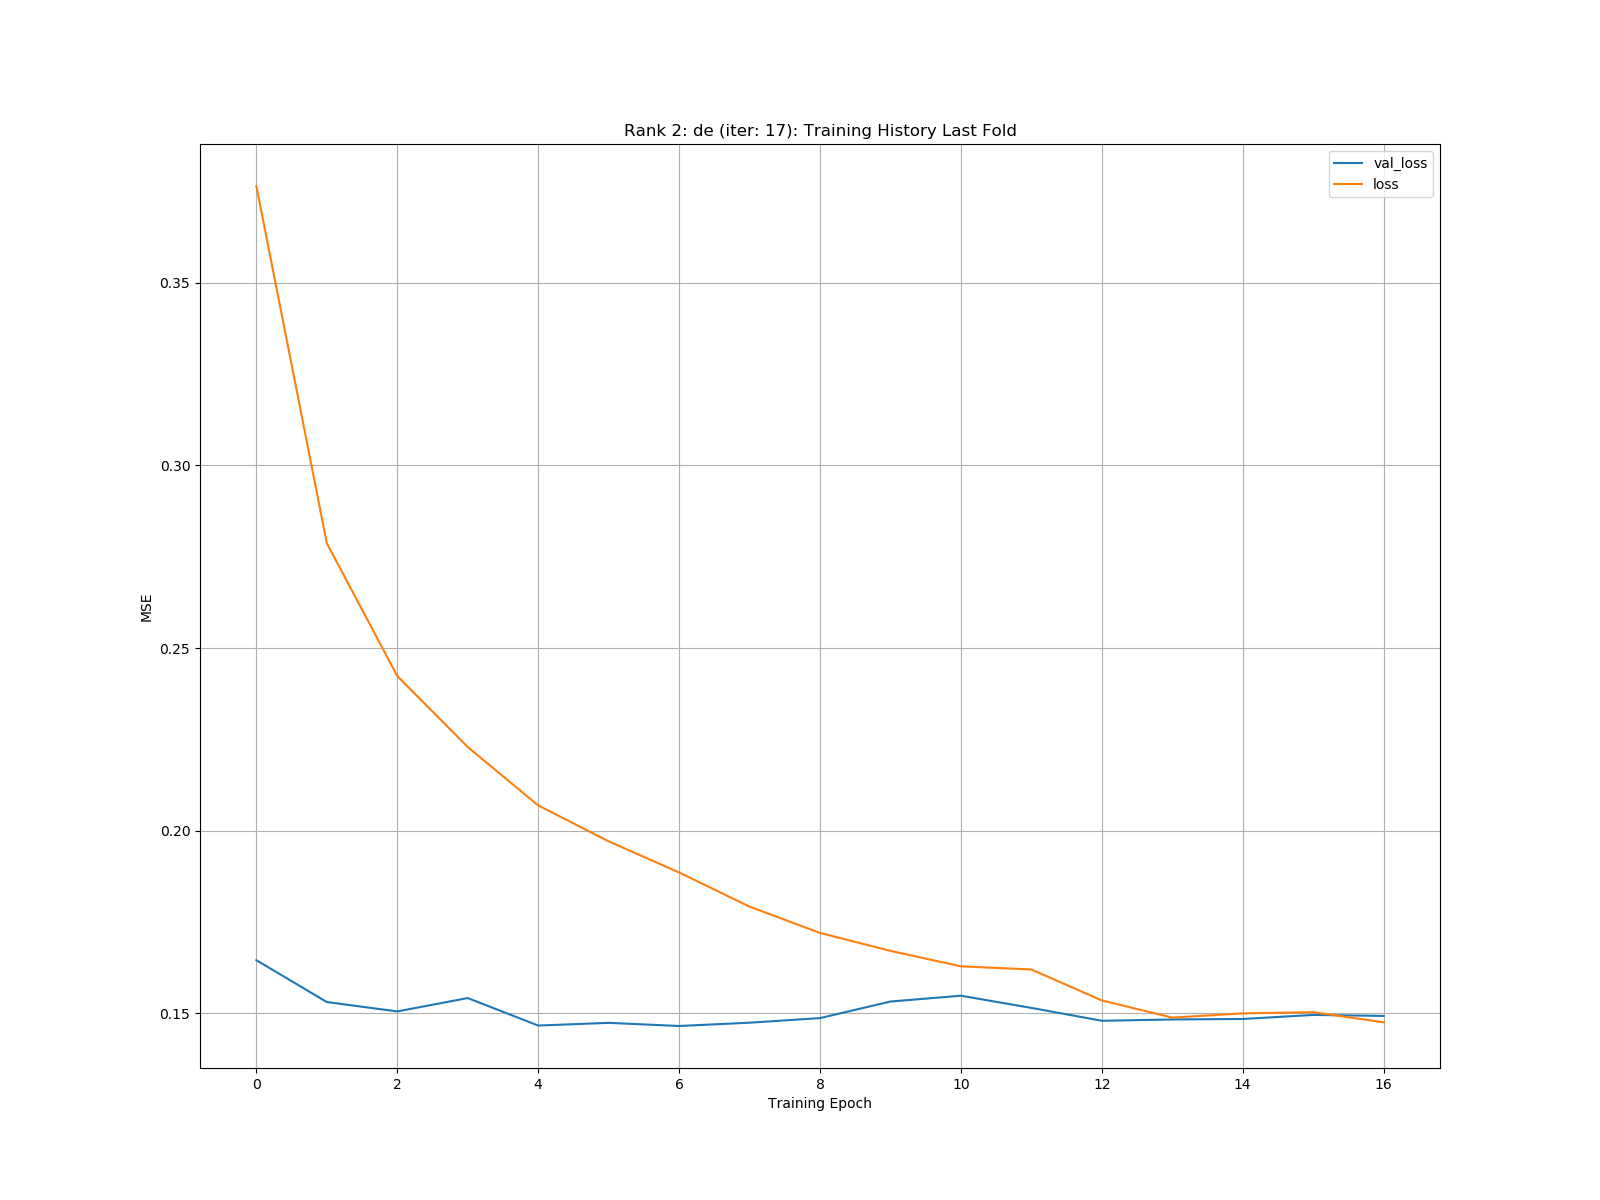 Rank 2: de (iter: 17): Training History Last Fold
val_loss
loss
0.35
0.30
0.25
0.20
0.15
MSE
0 2 4 6 8 10 12 14 16
Training Epoch